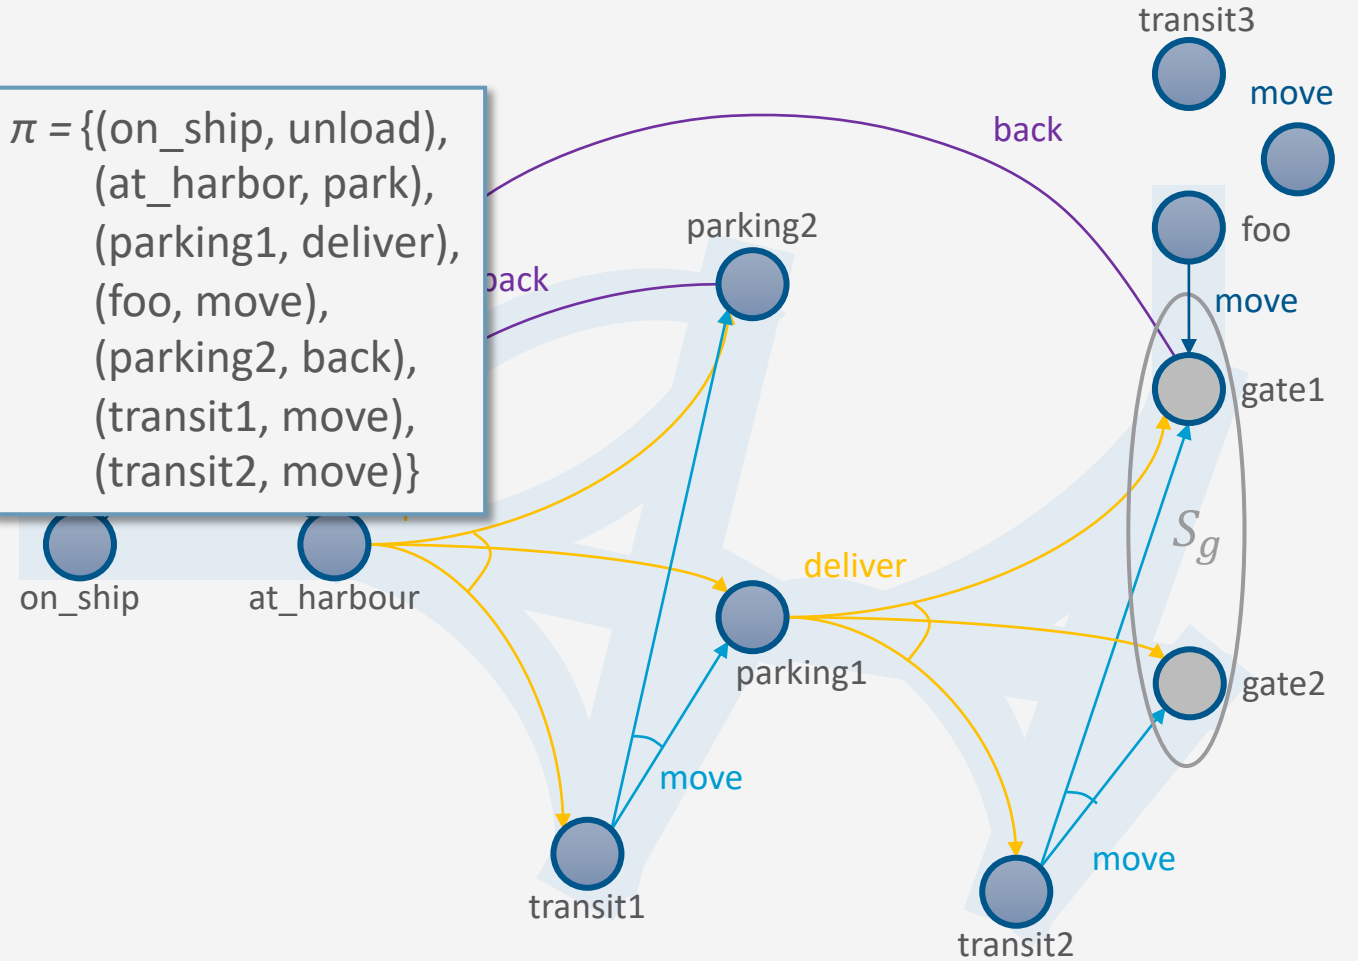 transit3
move
π = {(on_ship, unload),
(at_harbor, park),
(parking1, deliver),
(foo, move),
(parking2, back),
(transit1, move),
(transit2, move)}
back
parking2
foo
back
move
gate1
S_g
deliver
on_ship
at_harbour
parking1
gate2
move
move
transit1
transit2